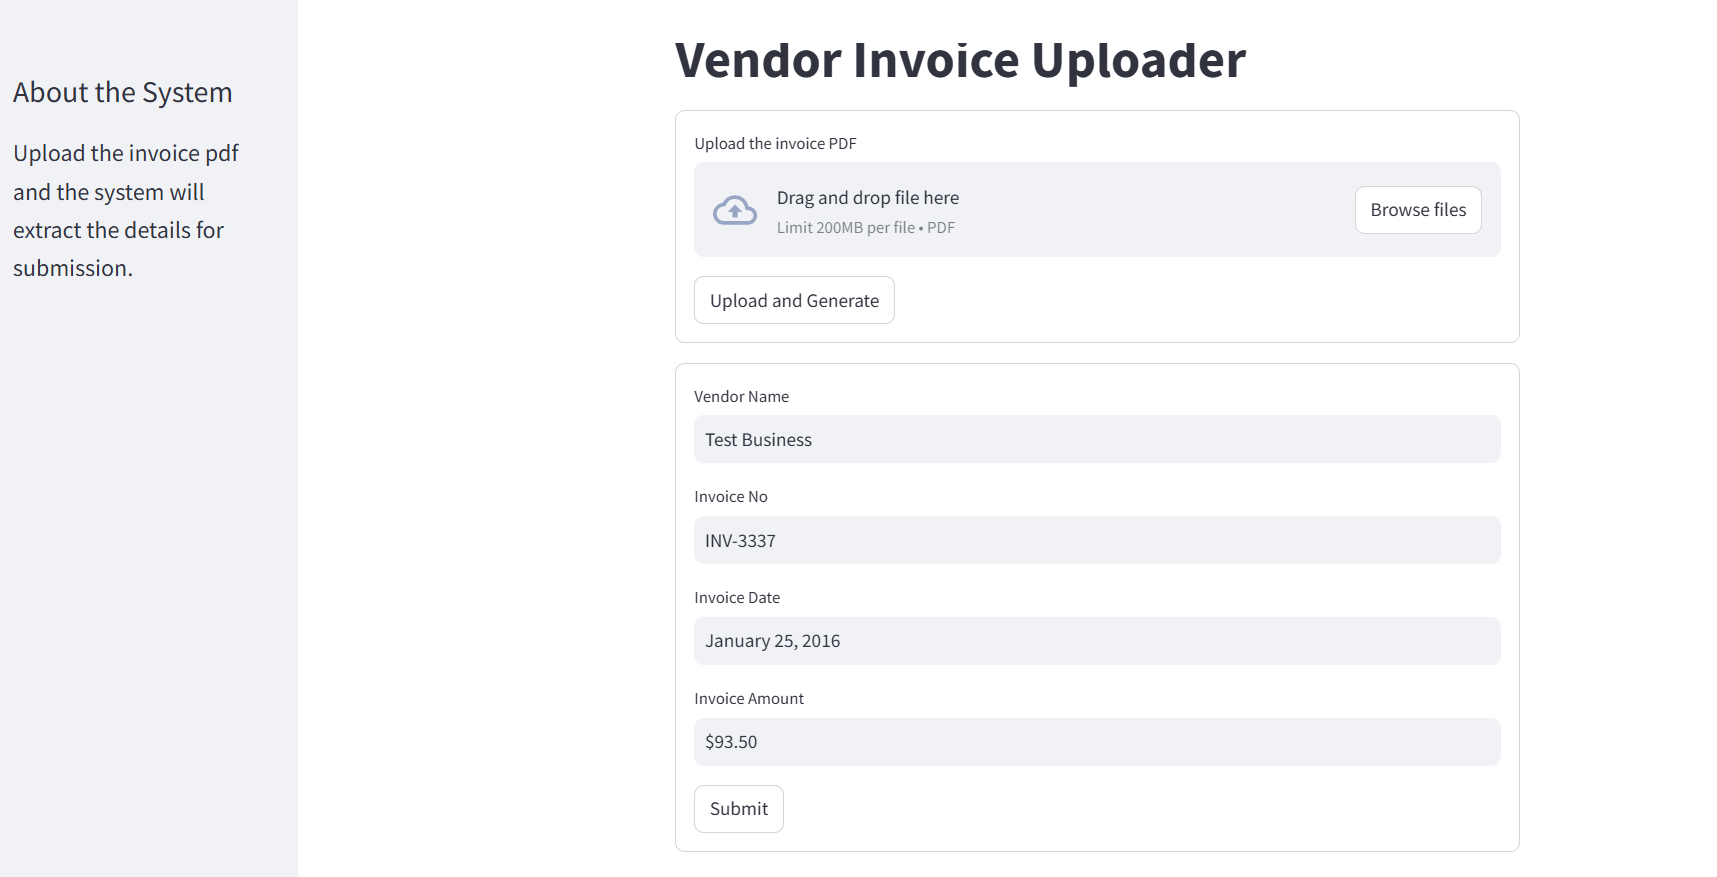 About the System
Upload the invoice pdf
and the system will
extract the details for
submission.
Vendor Invoice Uploader
Upload the invoice PDF
Drag and drop file here
Limit 200MB per file • PDF
Browse files
Upload and Generate
Vendor Name
Test Business
Invoice No
INV-3337
Invoice Date
January 25, 2016
Invoice Amount
$93.50
Submit